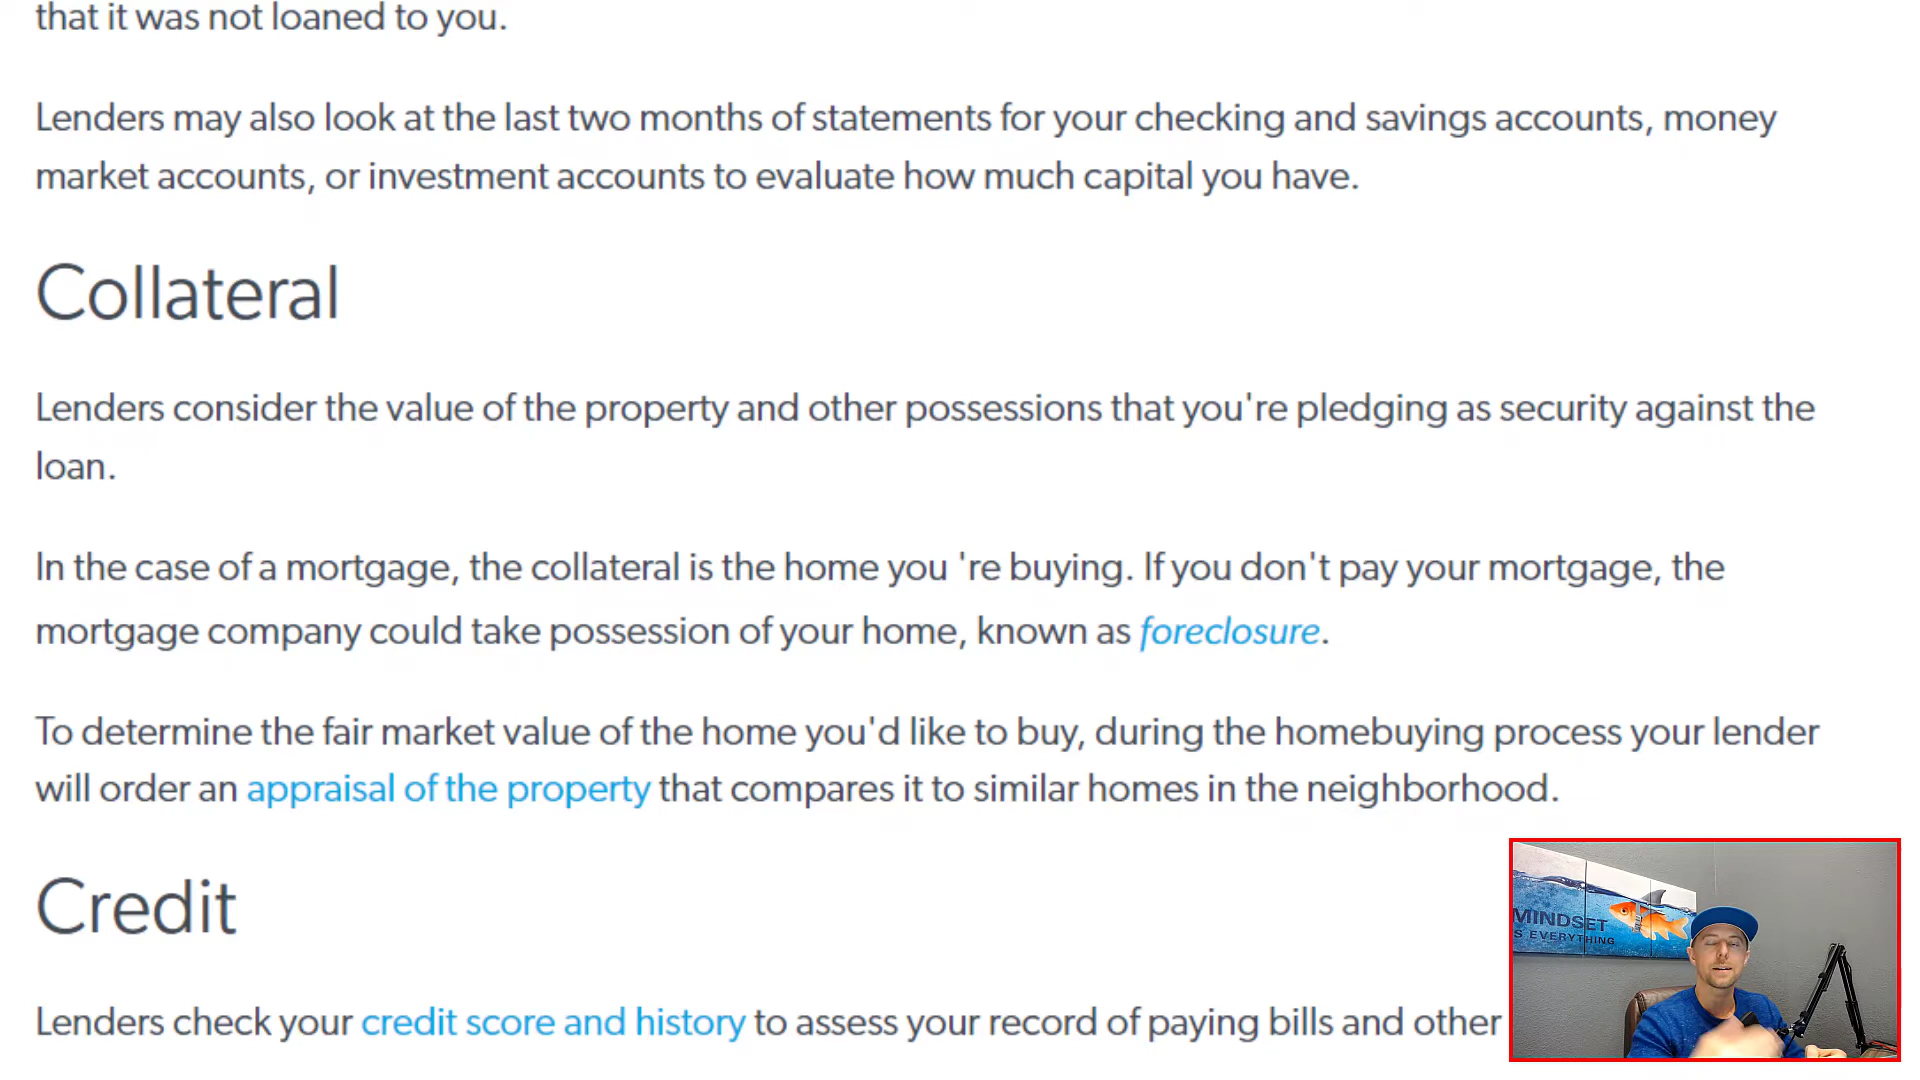 that it was not loaned to you.
Lenders may also look at the last two months of statements for your checking and savings accounts, money
market accounts, or investment accounts to evaluate how much capital you have.
Collateral
Lenders consider the value of the property and other possessions that you're pledging as security against the
loan.
In the case of a mortgage, the collateral is the home you 're buying. If you don't pay your mortgage, the
mortgage company could take possession of your home, known as foreclosure.
To determine the fair market value of the home you'd like to buy, during the homebuying process your lender
will order an appraisal of the property that compares it to similar homes in the neighborhood.
Credit
Lenders check your credit score and history to assess your record of paying bills and other
MINDSET
S EVERYTHING